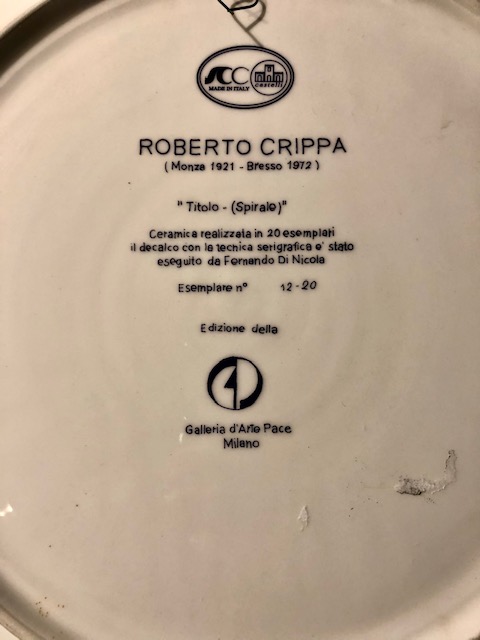 SCC
MADE IN ITALY
castelli
ROBERTO CRIPPA
( Monza 1921 - Bresso 1972 )
" Titolo - (Spirale)"
Ceramica realizzata in 20 esemplari
il decalco con la tecnica serigrafica e' stato
eseguito da Fernando Di Nicola
Esemplare n° 12-20
Edizione della
Galleria d'Arte Pace
Milano